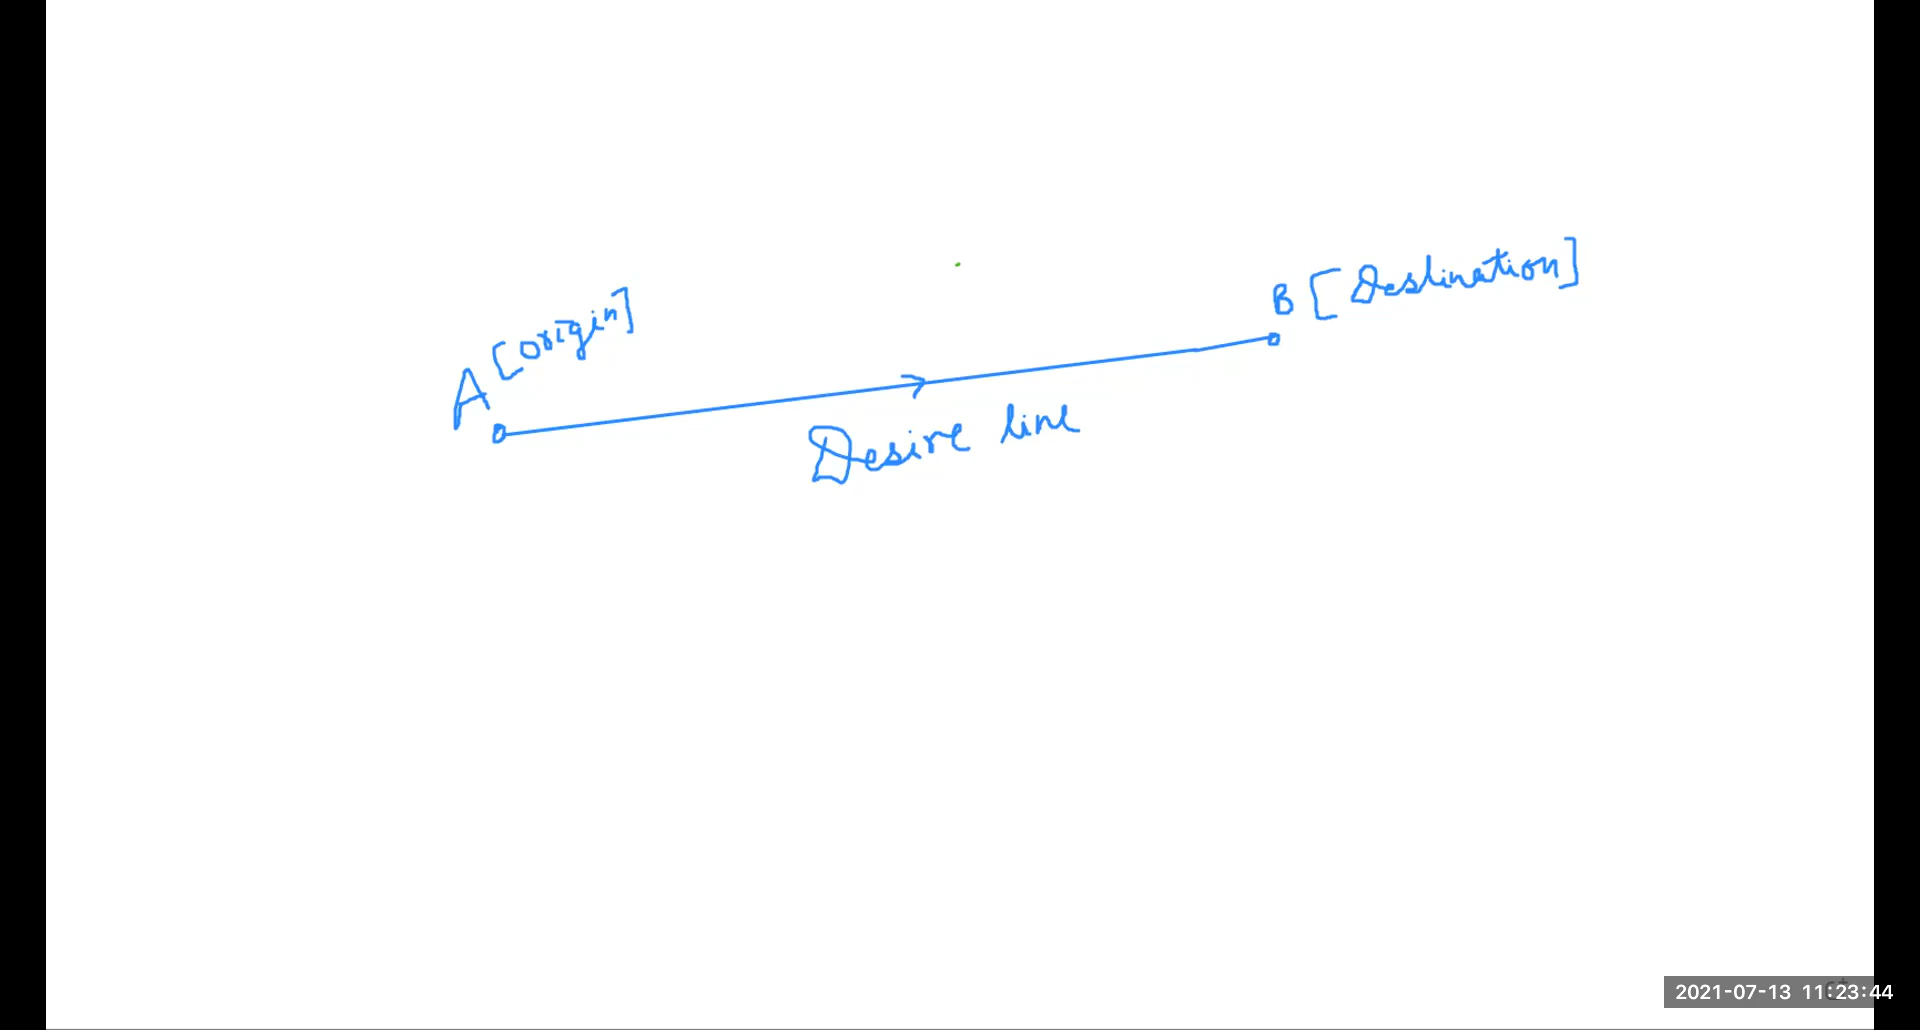 A [origin]
B [Destination]
Desire line
2021-07-13 11:23:44